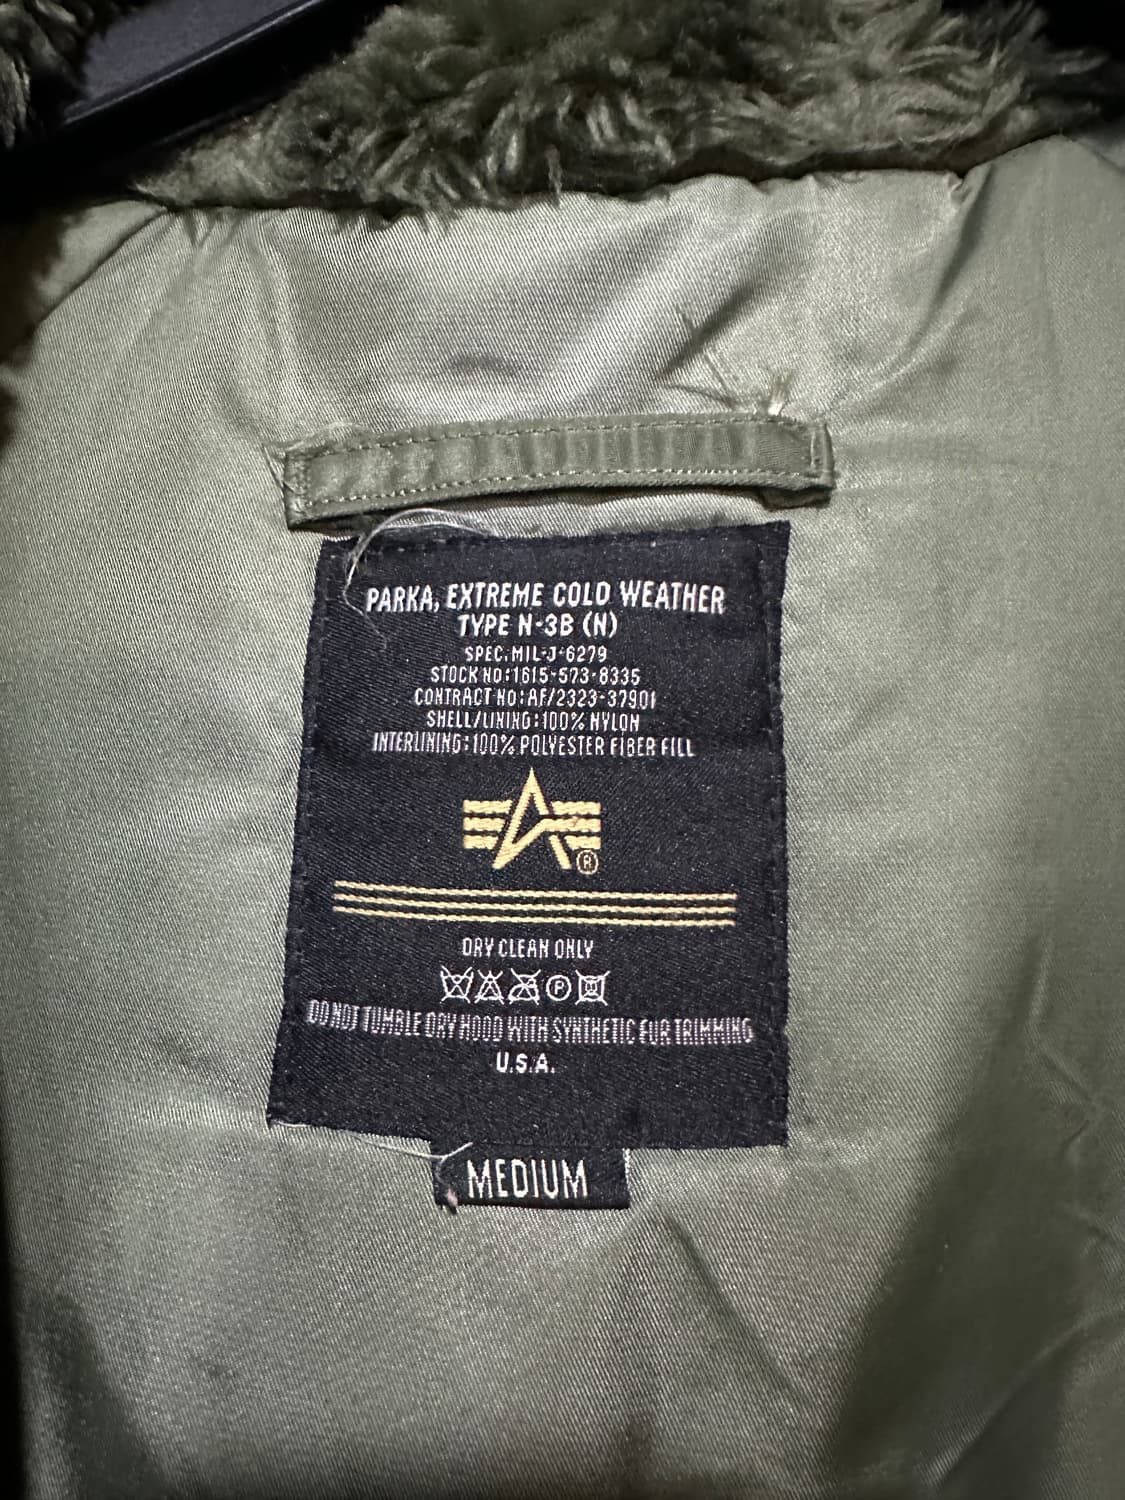 PARKA, EXTREME COLD WEATHER
TYPE N-3B (N)
SPEC. MIL-J-6279
STOCK NO: 1615-573-8335
CONTRACT NO: AF/2323-37901
SHELL/LINING: 100% NYLON
INTERLINING: 100% POLYESTER FIBER FILL
®
DRY CLEAN ONLY
P
DO NOT TUMBLE DRY HOOD WITH SYNTHETIC FUR TRIMMING
U.S.A.
MEDIUM